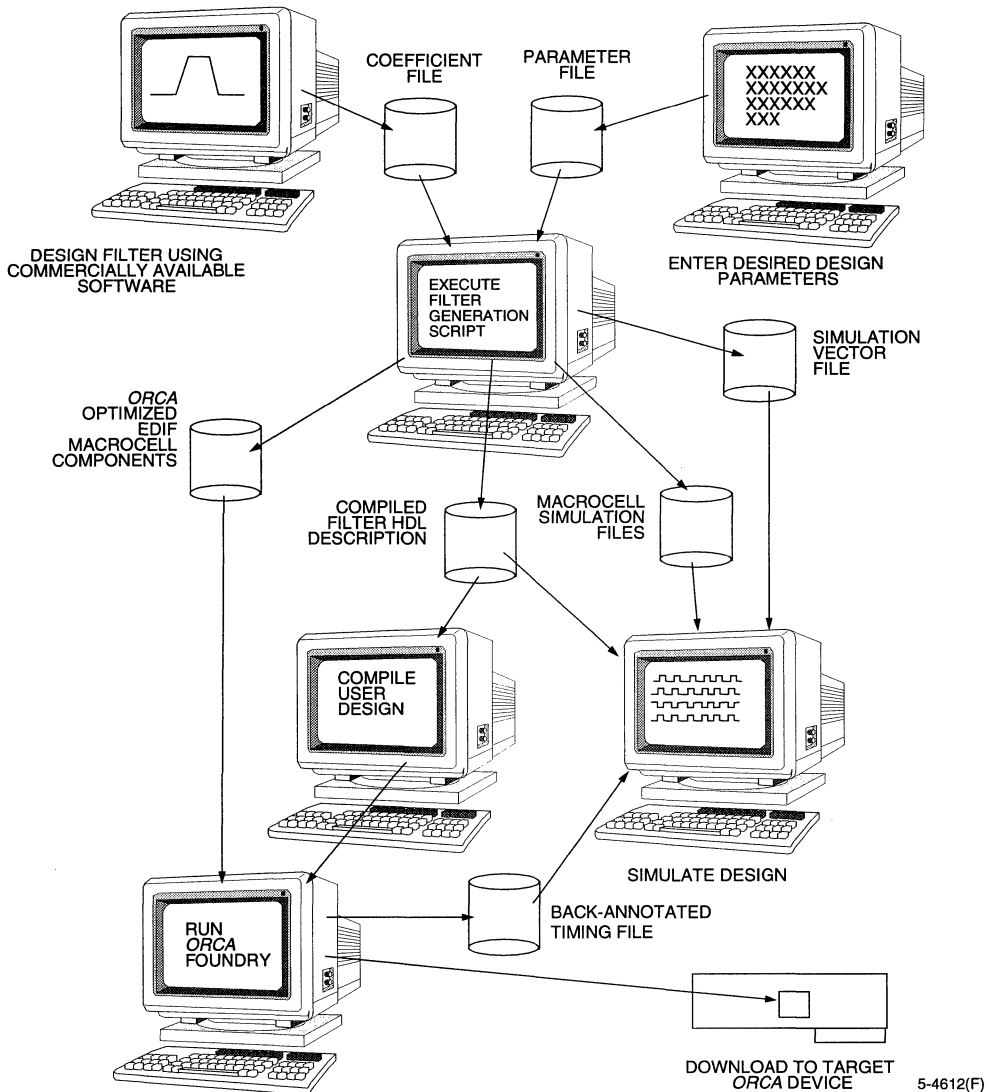 COEFFICIENT
FILE
PARAMETER
FILE
XXXXXX
XXXXXXX
XXXXXX
XXX
DESIGN FILTER USING
COMMERCIALLY AVAILABLE
SOFTWARE
ENTER DESIRED DESIGN
PARAMETERS
EXECUTE
FILTER
GENERATION
SCRIPT
SIMULATION
VECTOR
FILE
ORCA
OPTIMIZED
EDIF
MACROCELL
COMPONENTS
COMPILED
FILTER HDL
DESCRIPTION
MACROCELL
SIMULATION
FILES
COMPILE
USER
DESIGN
SIMULATE DESIGN
RUN
ORCA
FOUNDRY
BACK-ANNOTATED
TIMING FILE
DOWNLOAD TO TARGET
ORCA DEVICE
5-4612(F)